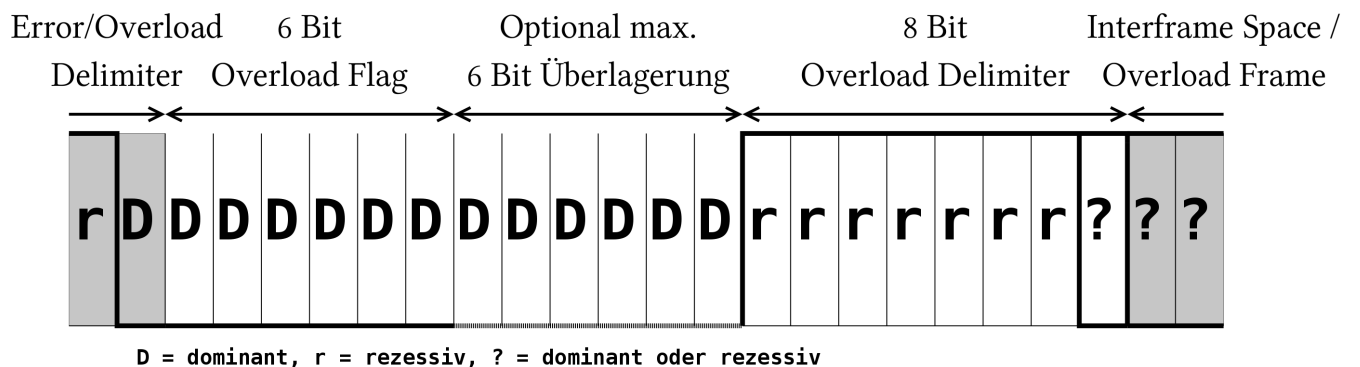 Error/Overload 6 Bit Optional max. 8 Bit Interframe Space /
Delimiter Overload Flag 6 Bit Überlagerung Overload Delimiter Overload Frame
r D D D D D D D D D D D D D r r r r r r r ? ? ?
D = dominant, r = rezessiv, ? = dominant oder rezessiv